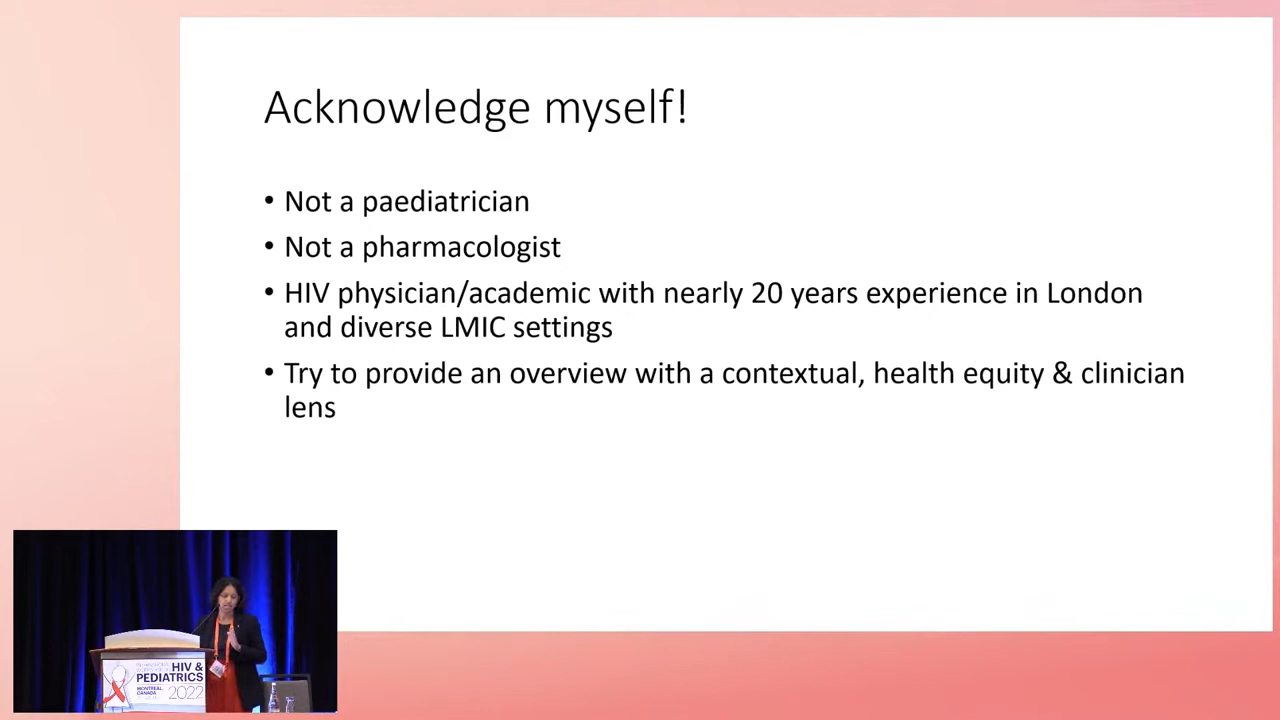 Acknowledge myself!
• Not a paediatrician
• Not a pharmacologist
• HIV physician/academic with nearly 20 years experience in London
and diverse LMIC settings
• Try to provide an overview with a contextual, health equity & clinician
lens
HIV &
PEDIATRICS
MONTREAL
CANADA
2022